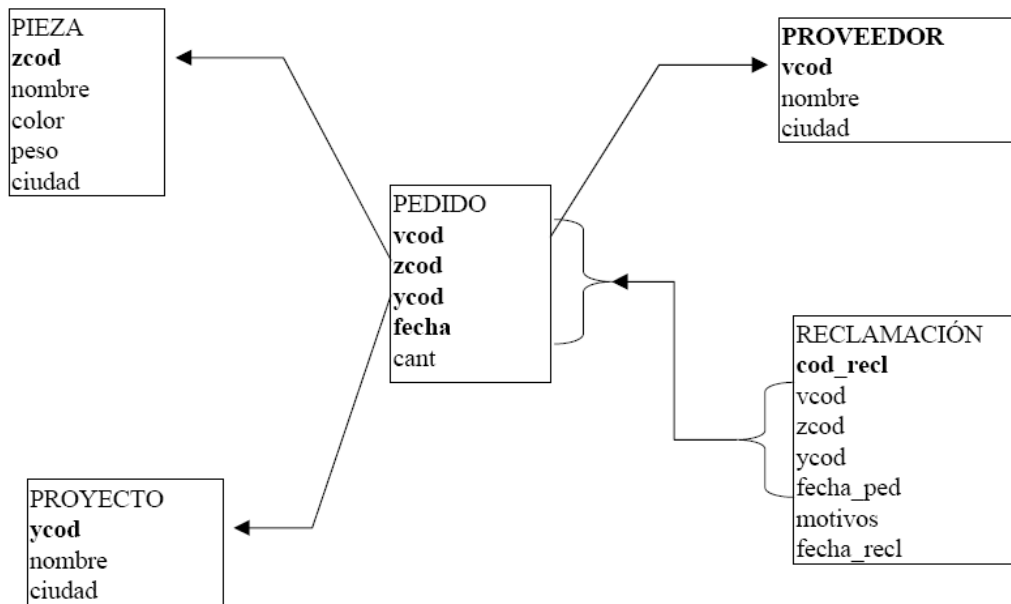 PIEZA
zcod
nombre
color
peso
ciudad
PROVEEDOR
vcod
nombre
ciudad
PEDIDO
vcod
zcod
ycod
fecha
cant
RECLAMACIÓN
cod_recl
vcod
zcod
ycod
fecha_ped
motivos
fecha_recl
PROYECTO
ycod
nombre
ciudad